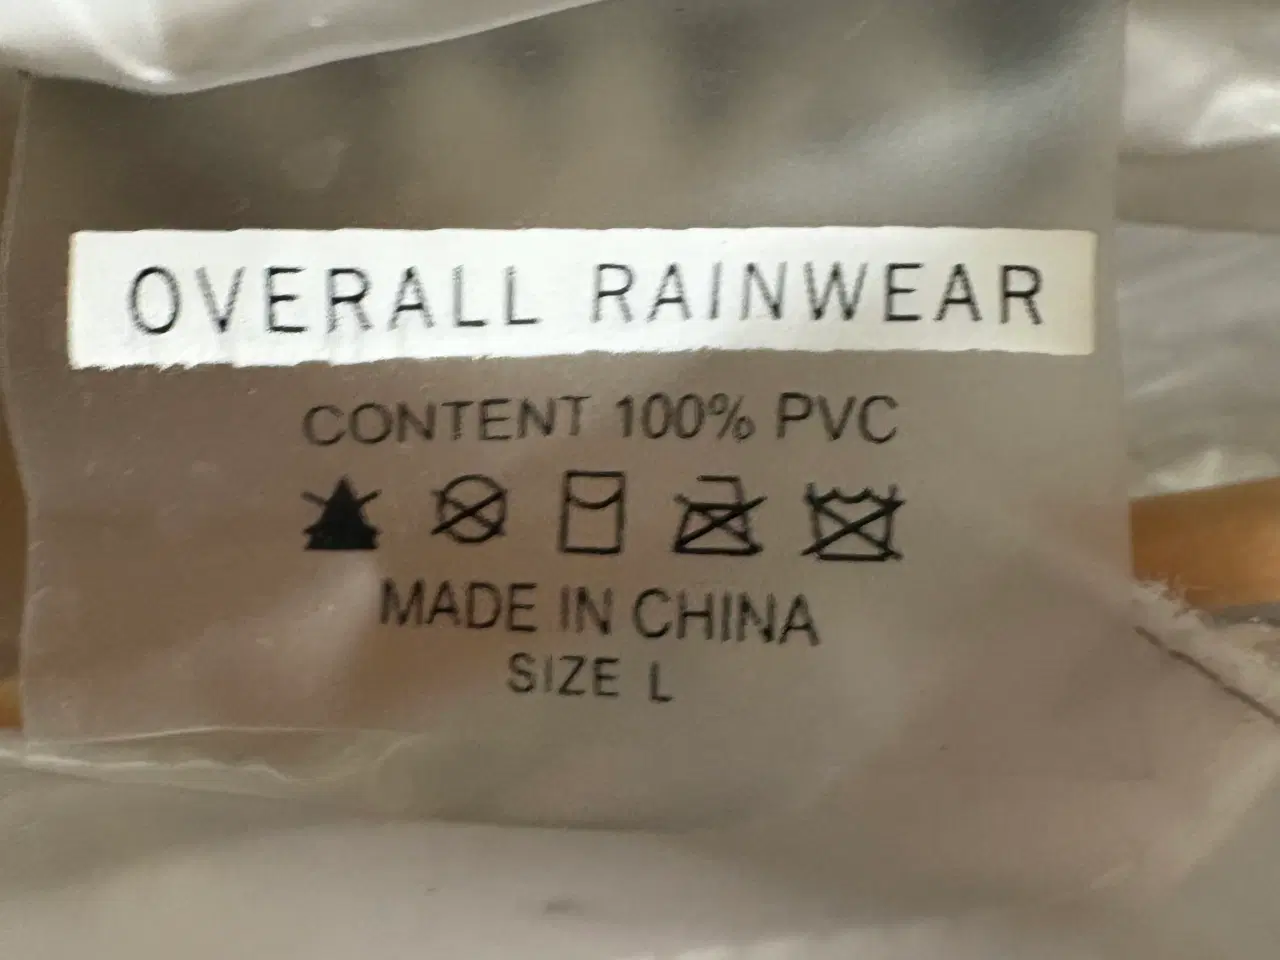 OVERALL RAINWEAR
CONTENT 100% PVC
MADE IN CHINA
SIZE L